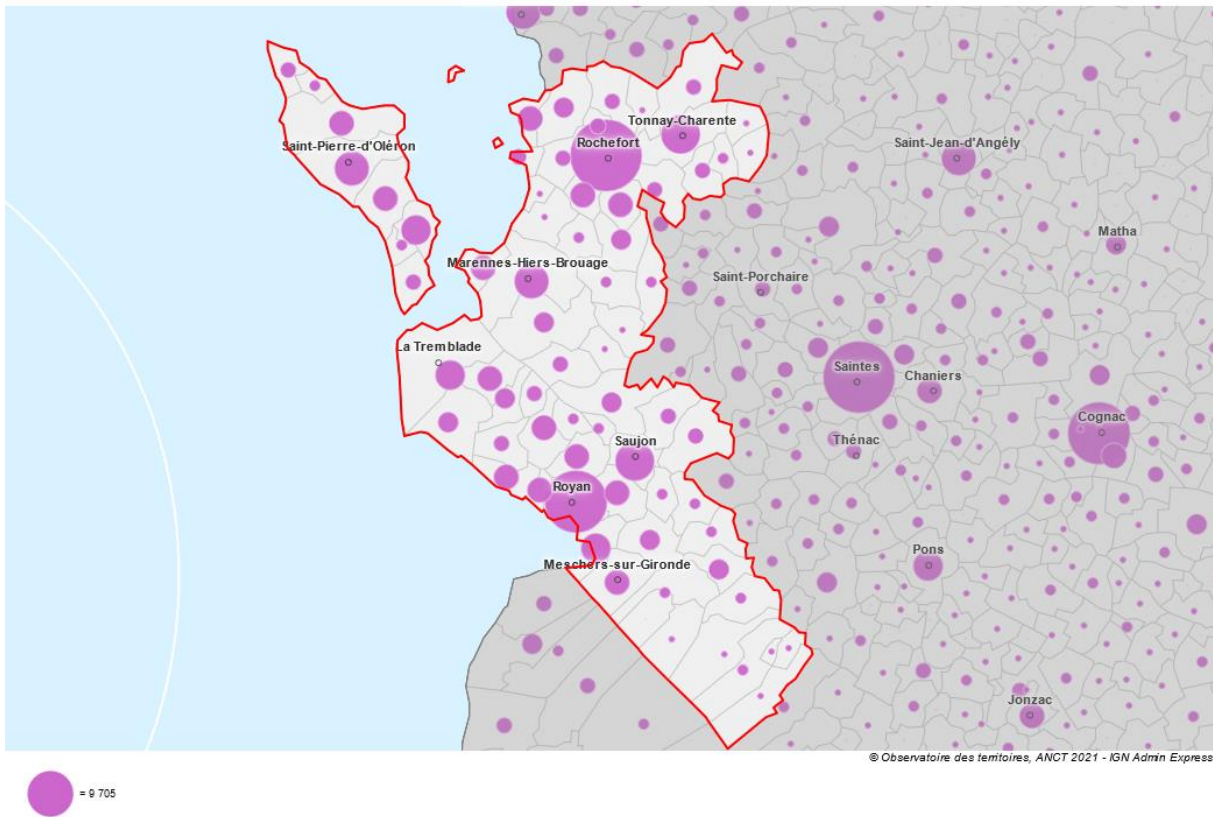 Tonnay-Charente
Rochefort
Saint-Jean-d'Angély
Saint-Pierre-d'Oléron
Matha
Marennes-Hiers-Brouage
Saint-Porchaire
La Tremblade
Saintes
Chaniers
Cognac
Saujon
Thénac
Royan
Pons
Meschers-sur-Gironde
Jonzac
© Observatoire des territoires, ANCT 2021 - IGN Admin Express
= 9 705